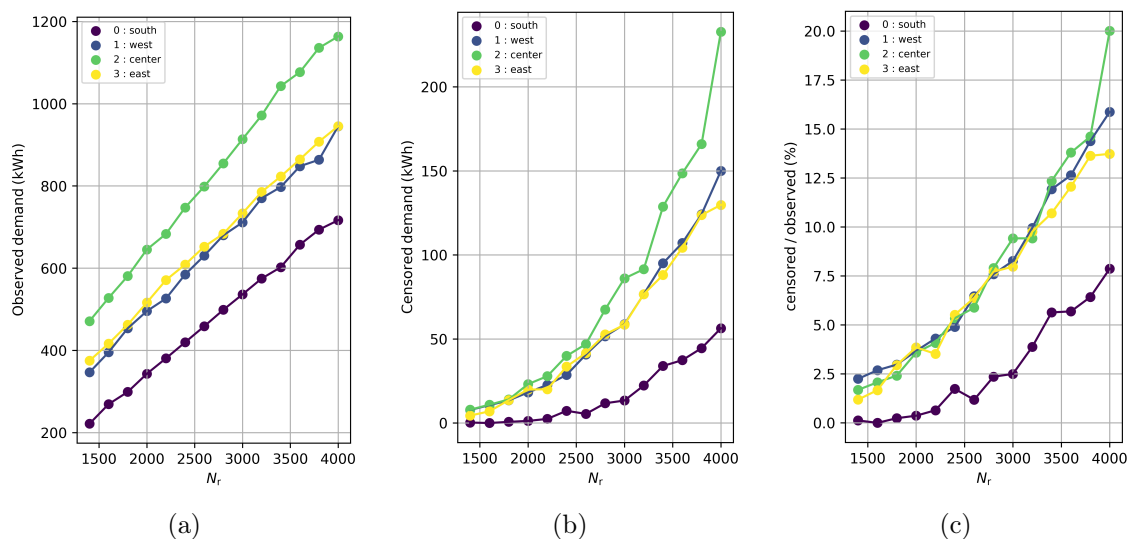 1200
1000
800
600
400
200
1500 2000 2500 3000 3500 4000
Observed demand (kWh)
N_r
0 : south
1 : west
2 : center
3 : east
(a)
200
150
100
50
0
1500 2000 2500 3000 3500 4000
Censored demand (kWh)
N_r
0 : south
1 : west
2 : center
3 : east
(b)
20.0
17.5
15.0
12.5
10.0
7.5
5.0
2.5
0.0
1500 2000 2500 3000 3500 4000
censored / observed (%)
N_r
0 : south
1 : west
2 : center
3 : east
(c)